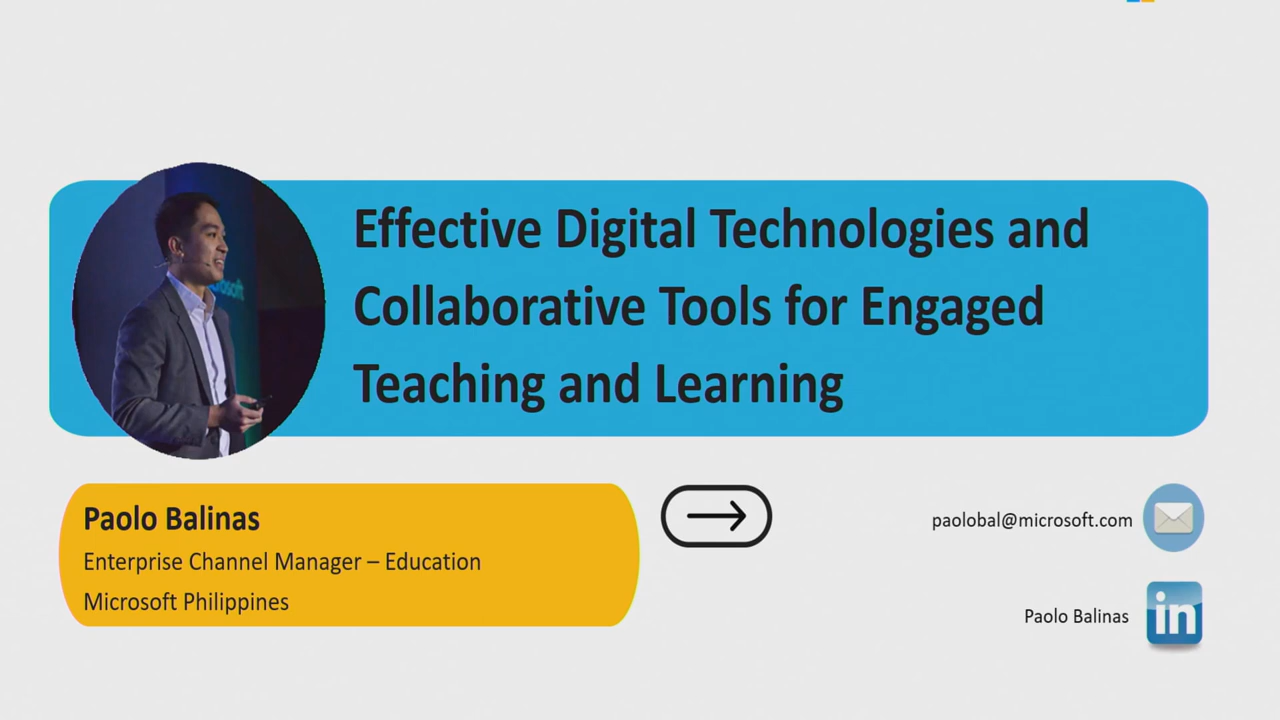 Effective Digital Technologies and
Collaborative Tools for Engaged
Teaching and Learning
Paolo Balinas
Enterprise Channel Manager – Education
Microsoft Philippines
paolobal@microsoft.com
Paolo Balinas
in